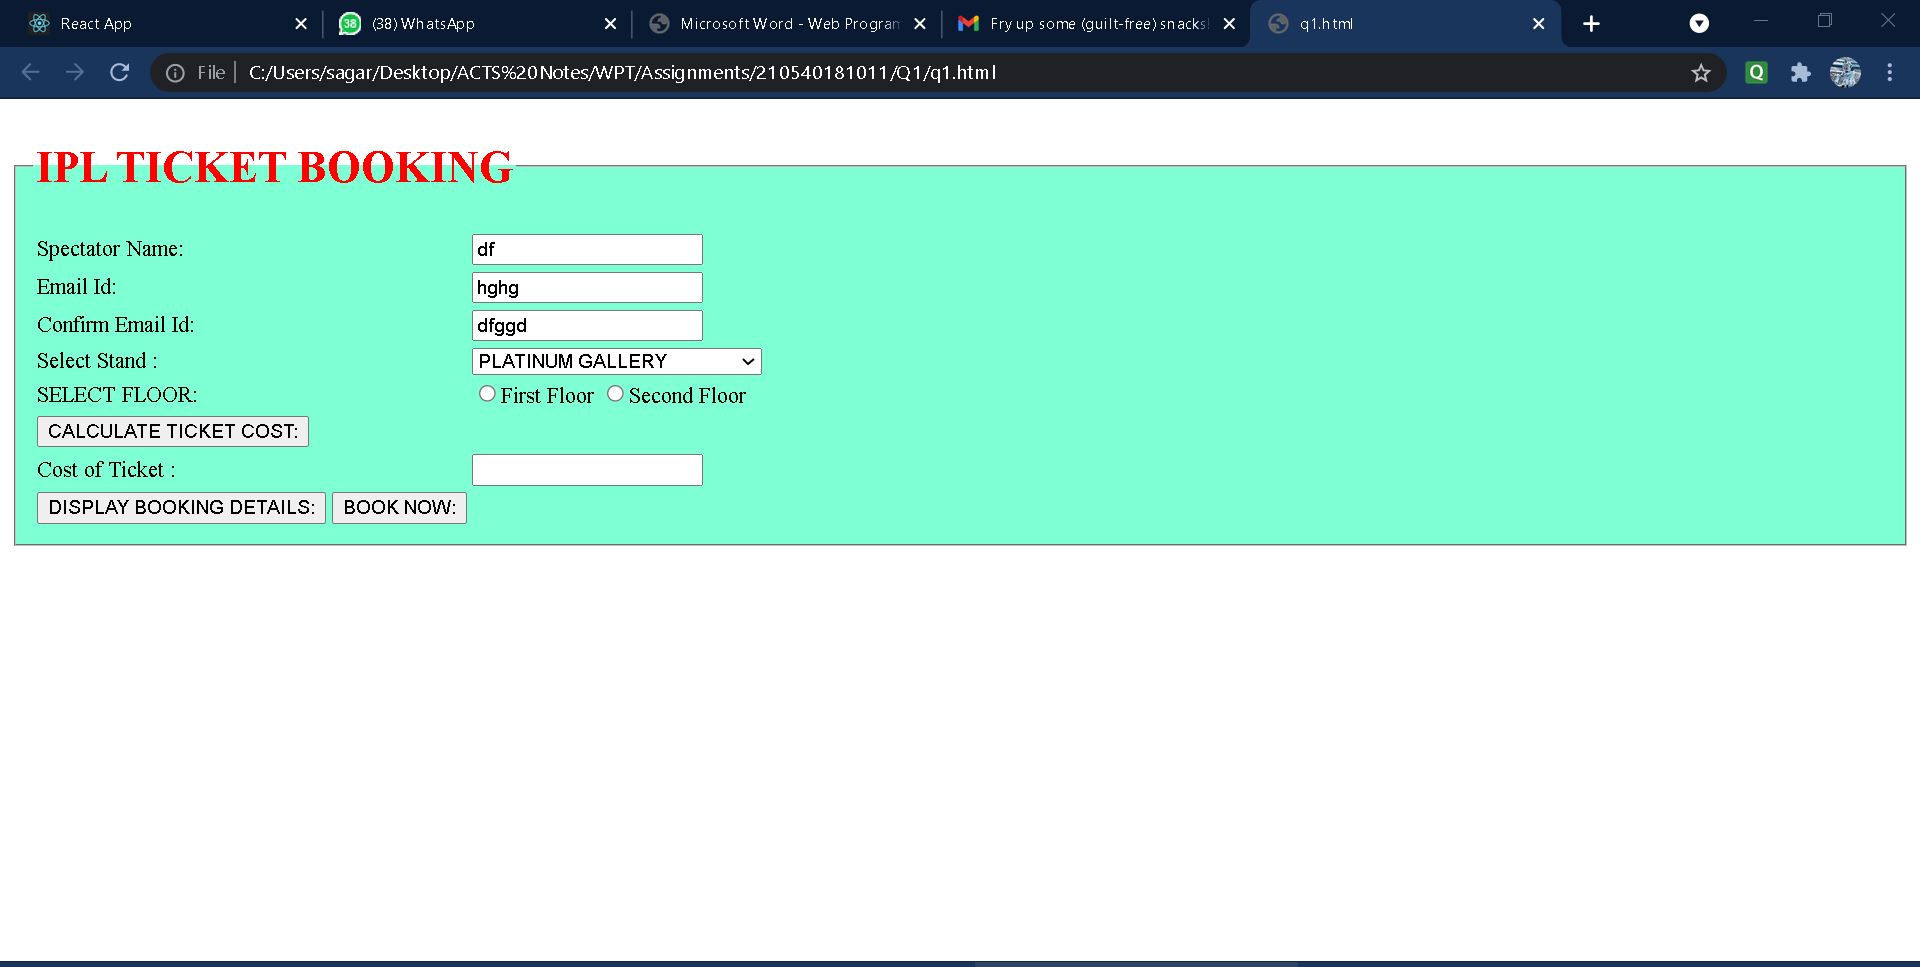 React App
(38) WhatsApp
Microsoft Word - Web Program
Fry up some (guilt-free) snacks!
q1.html
File
C:/Users/sagar/Desktop/ACTS%20Notes/WPT/Assignments/210540181011/Q1/q1.html
Q
IPL TICKET BOOKING
Spectator Name: df
Email Id: hghg
Confirm Email Id: dfggd
Select Stand : PLATINUM GALLERY
SELECT FLOOR: First Floor Second Floor
CALCULATE TICKET COST:
Cost of Ticket :
DISPLAY BOOKING DETAILS: BOOK NOW: